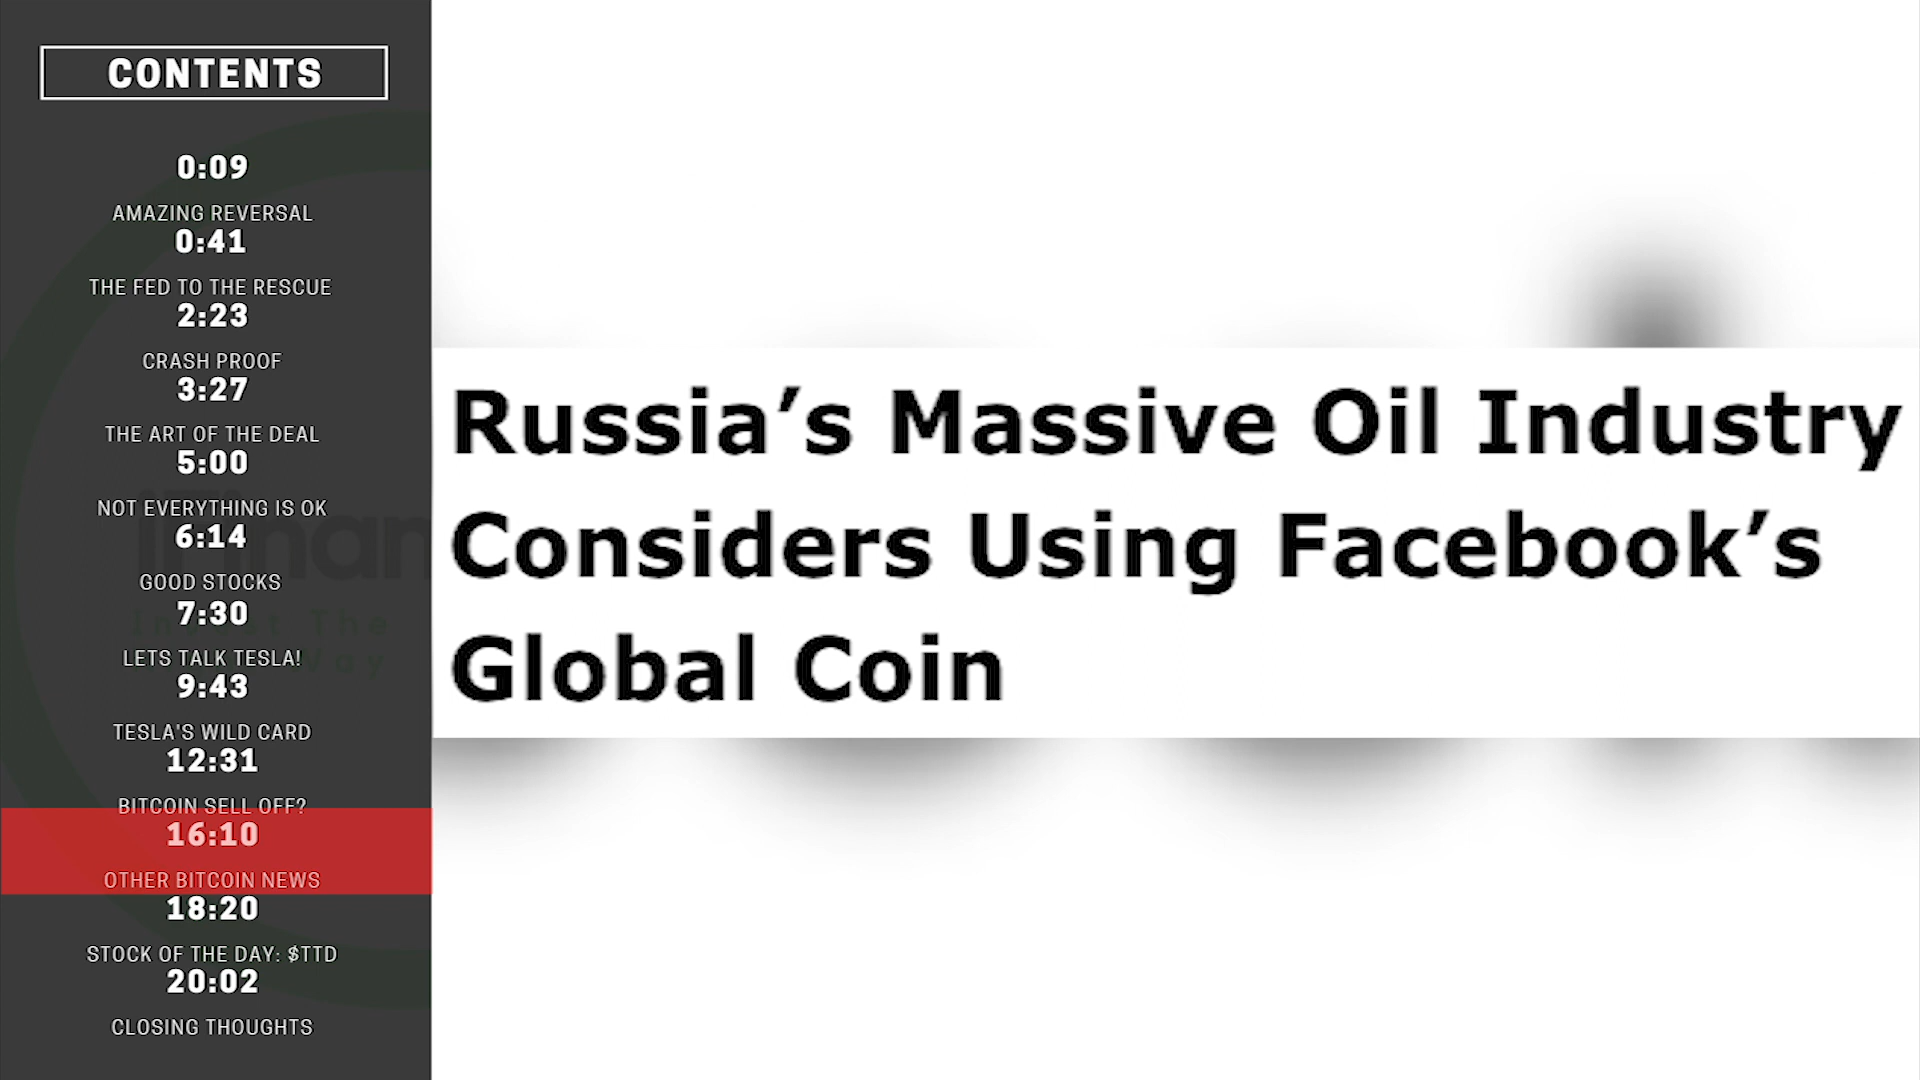 CONTENTS
0:09
AMAZING REVERSAL
0:41
THE FED TO THE RESCUE
2:23
CRASH PROOF
3:27
THE ART OF THE DEAL
5:00
NOT EVERYTHING IS OK
6:14
GOOD STOCKS
7:30
LETS TALK TESLA!
9:43
TESLA'S WILD CARD
12:31
BITCOIN SELL OFF?
16:10
OTHER BITCOIN NEWS
18:20
STOCK OF THE DAY: $TTD
20:02
CLOSING THOUGHTS
Russia’s Massive Oil Industry
Considers Using Facebook’s
Global Coin